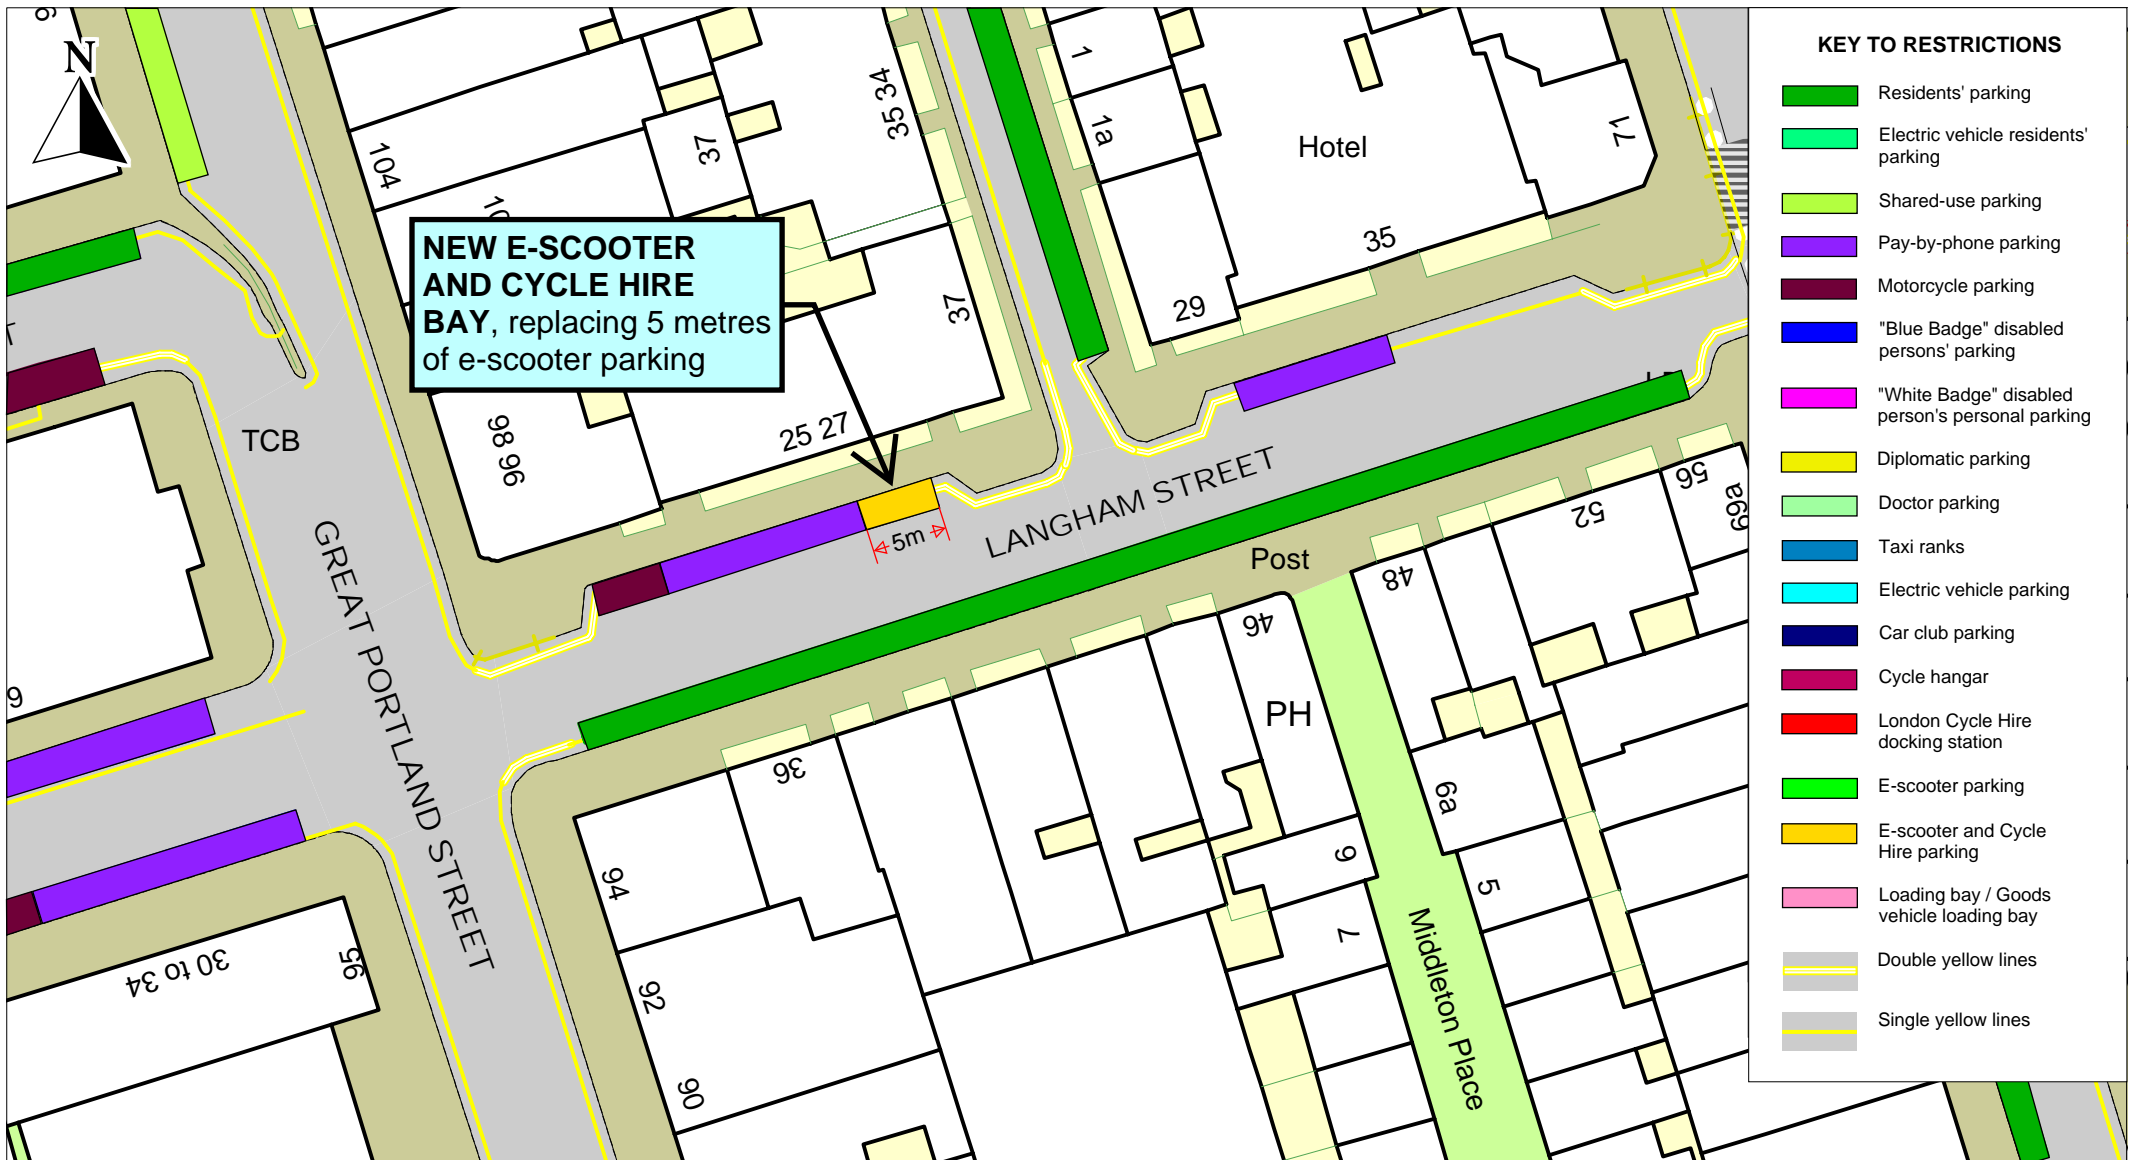 N
NEW E-SCOOTER
AND CYCLE HIRE
BAY, replacing 5 metres
of e-scooter parking
104
37
35 34
1
1a
Hotel
71
35
29
37
25 27
98 96
TCB
5m
LANGHAM STREET
GREAT PORTLAND STREET
Post
46
48
52
56
69a
PH
36
94
92
90
6a
9
5
7
Middleton Place
30 to 34
95
KEY TO RESTRICTIONS
Residents' parking
Electric vehicle residents'
parking
Shared-use parking
Pay-by-phone parking
Motorcycle parking
"Blue Badge" disabled
persons' parking
"White Badge" disabled
person's personal parking
Diplomatic parking
Doctor parking
Taxi ranks
Electric vehicle parking
Car club parking
Cycle hangar
London Cycle Hire
docking station
E-scooter parking
E-scooter and Cycle
Hire parking
Loading bay / Goods
vehicle loading bay
Double yellow lines
Single yellow lines